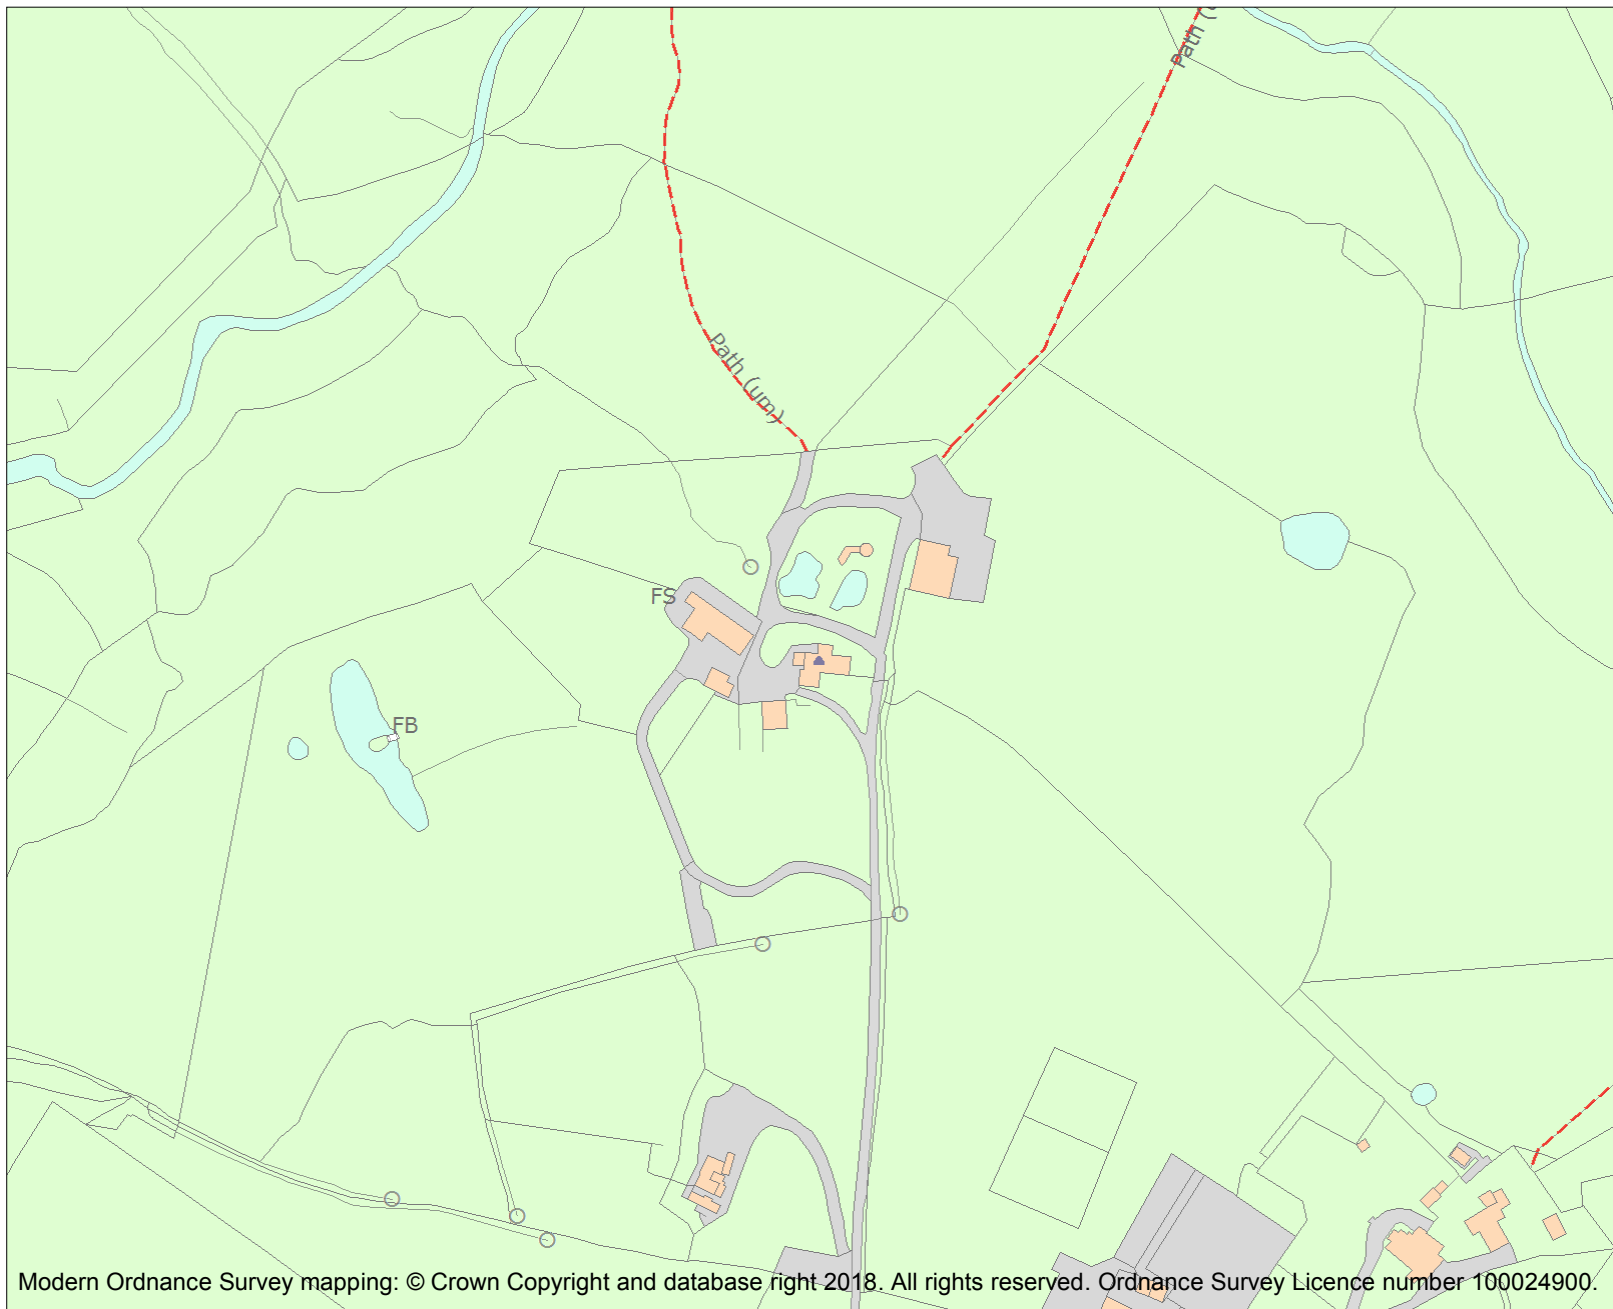 Path (
Path (um)
FS
FB
Modern Ordnance Survey mapping: © Crown Copyright and database right 2018. All rights reserved. Ordnance Survey Licence number 100024900.